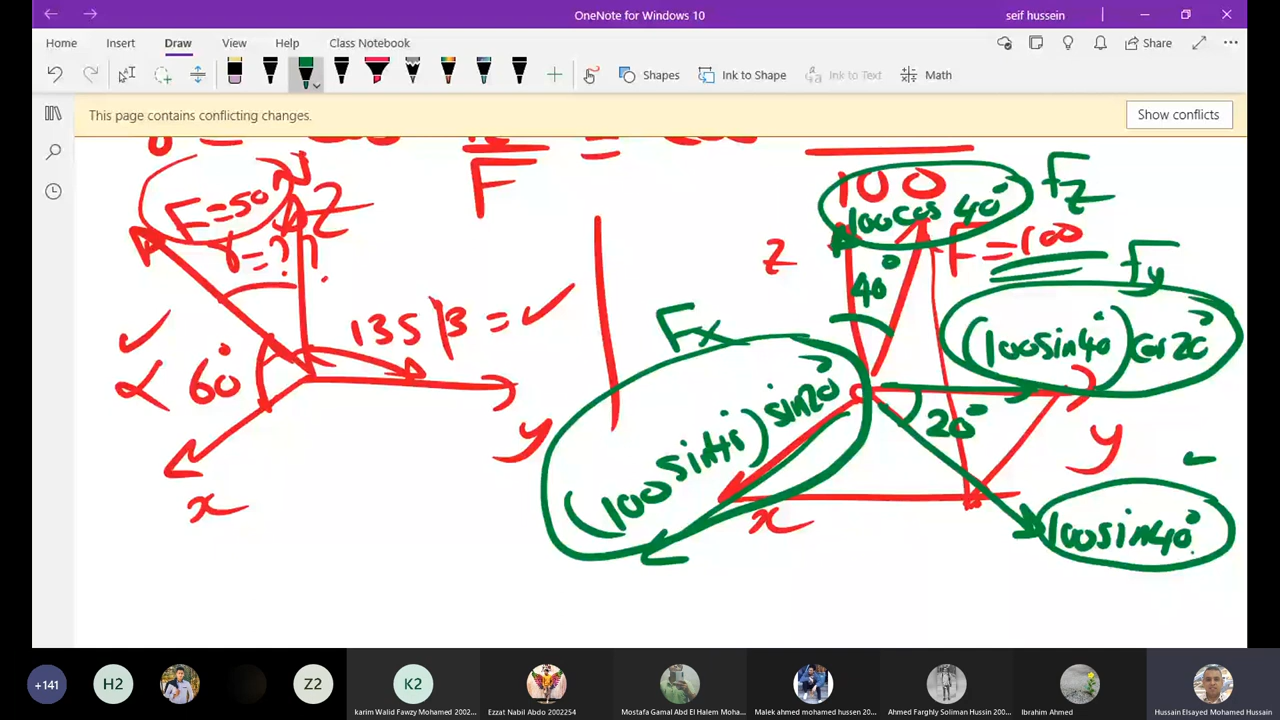 OneNote for Windows 10
seif hussein
Home Insert Draw View Help Class Notebook
Share
Shapes Ink to Shape Ink to Text Math
This page contains conflicting changes.
Show conflicts
F
F=50
Z
γ=??
135 β =
α 60°
y
x
100
100cos 40°
Fz
z
F=100
40°
Fy
(100sin40°)cos20°
Fx
(100sin40°)sin20°
20°
y
x
100sin40°
+141
H2
Z2
K2
karim Walid Fawzy Mohamed 2002...
Ezzat Nabil Abdo 2002254
Mostafa Gamal Abd El Halem Moha...
Malek ahmed mohamed hussen 20...
Ahmed Farghly Soliman Hussin 200...
Ibrahim Ahmed
Hussain Elsayed Mohamed Hussain